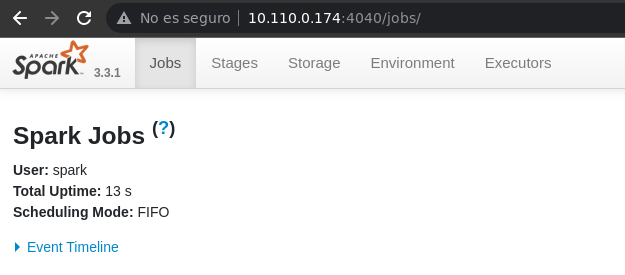 No es seguro | 10.110.0.174:4040/jobs/
APACHE
Spark 3.3.1 Jobs Stages Storage Environment Executors
Spark Jobs (?)
User: spark
Total Uptime: 13 s
Scheduling Mode: FIFO
Event Timeline